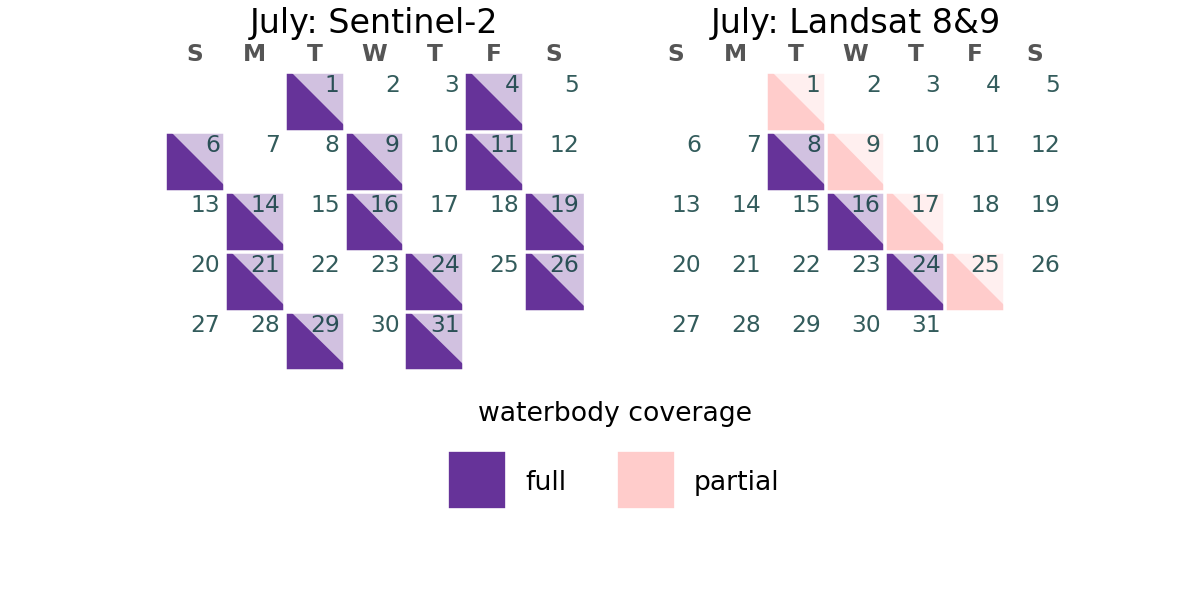 July: Sentinel-2
S M T W T F S
1 2 3 4 5
6 7 8 9 10 11 12
13 14 15 16 17 18 19
20 21 22 23 24 25 26
27 28 29 30 31
July: Landsat 8&9
S M T W T F S
1 2 3 4 5
6 7 8 9 10 11 12
13 14 15 16 17 18 19
20 21 22 23 24 25 26
27 28 29 30 31
waterbody coverage
full partial